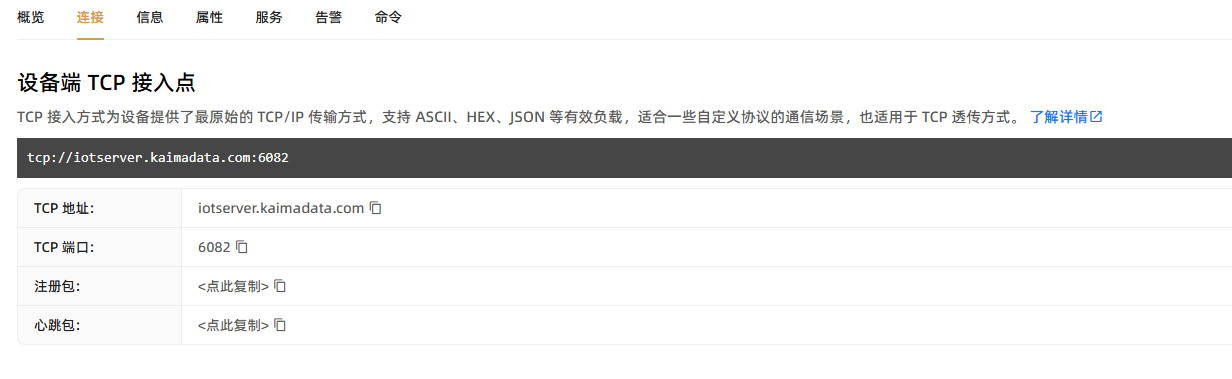 概览 连接 信息 属性 服务 告警 命令
设备端 TCP 接入点
TCP 接入方式为设备提供了最原始的 TCP/IP 传输方式，支持 ASCII、HEX、JSON 等有效负载，适合一些自定义协议的通信场景，也适用于 TCP 透传方式。 了解详情
tcp://iotserver.kaimadata.com:6082
TCP 地址： iotserver.kaimadata.com
TCP 端口： 6082
注册包： <点此复制>
心跳包： <点此复制>